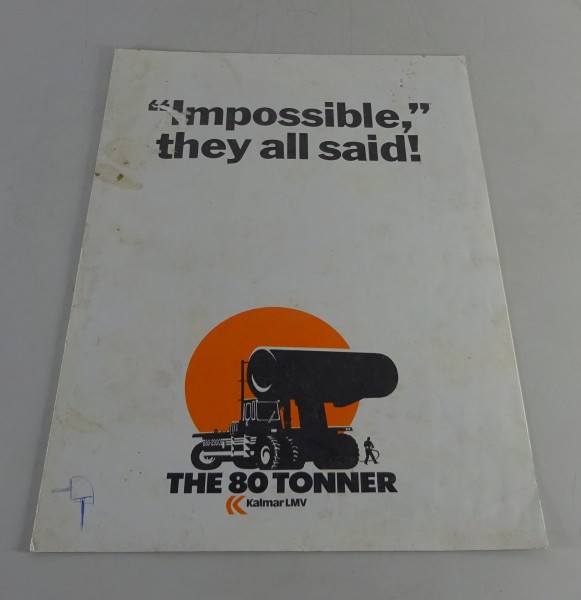 “Impossible,”
they all said!
THE 80 TONNER
Kalmar LMV